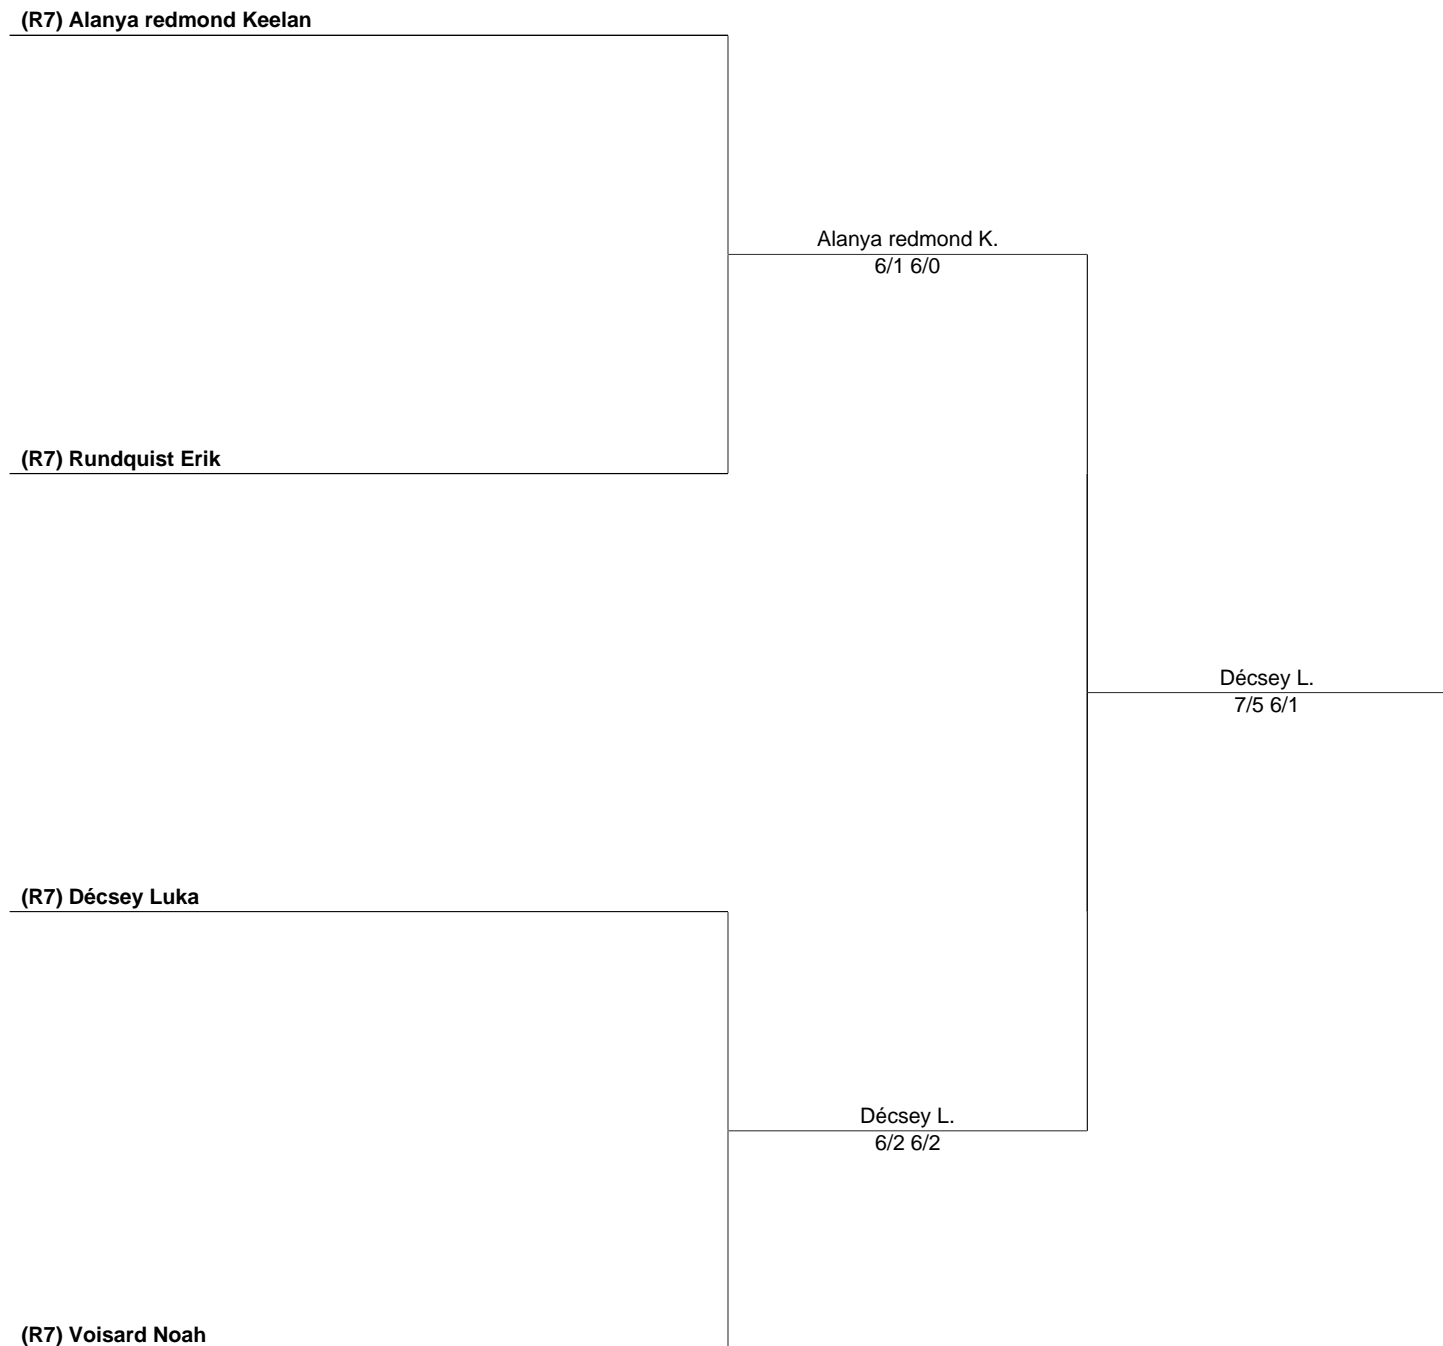 (R7) Alanya redmond Keelan
Alanya redmond K.
6/1 6/0
(R7) Rundquist Erik
Décsey L.
7/5 6/1
(R7) Décsey Luka
Décsey L.
6/2 6/2
(R7) Voisard Noah